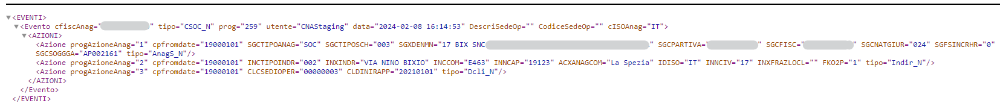 <EVENTI>
<Evento cfiscAnag=" " tipo="CSOC_N" prog="259" utente="CNAStaging" data="2024-02-08 16:14:53" DescriSedeOp="" CodiceSedeOp="" cISOAnag="IT">
<AZIONI>
<Azione progAzioneAnag="1" cpfromdate="19000101" SGCTIPOANAG="SOC" SGCTIPOSCH="003" SGXDENMN="17 BIX SNC " SGCPARTIVA=" " SGCFISC=" " SGCNATGIUR="024" SGFSINCRHR="0"
SGCSOGGGA="AP002161" tipo="AnagS_N"/>
<Azione progAzioneAnag="2" cpfromdate="19000101" INCTIPOINDR="002" INXINDR="VIA NINO BIXIO" INCCOM="E463" INNCAP="19123" ACXANAGCOM="La Spezia" IDISO="IT" INNCIV="17" INXFRAZLOCL="" FKO2P="1" tipo="Indir_N"/>
<Azione progAzioneAnag="3" cpfromdate="19000101" CLCSEDIOPER="00000003" CLDINIRAPP="20210101" tipo="Dcli_N"/>
</AZIONI>
</Evento>
</EVENTI>